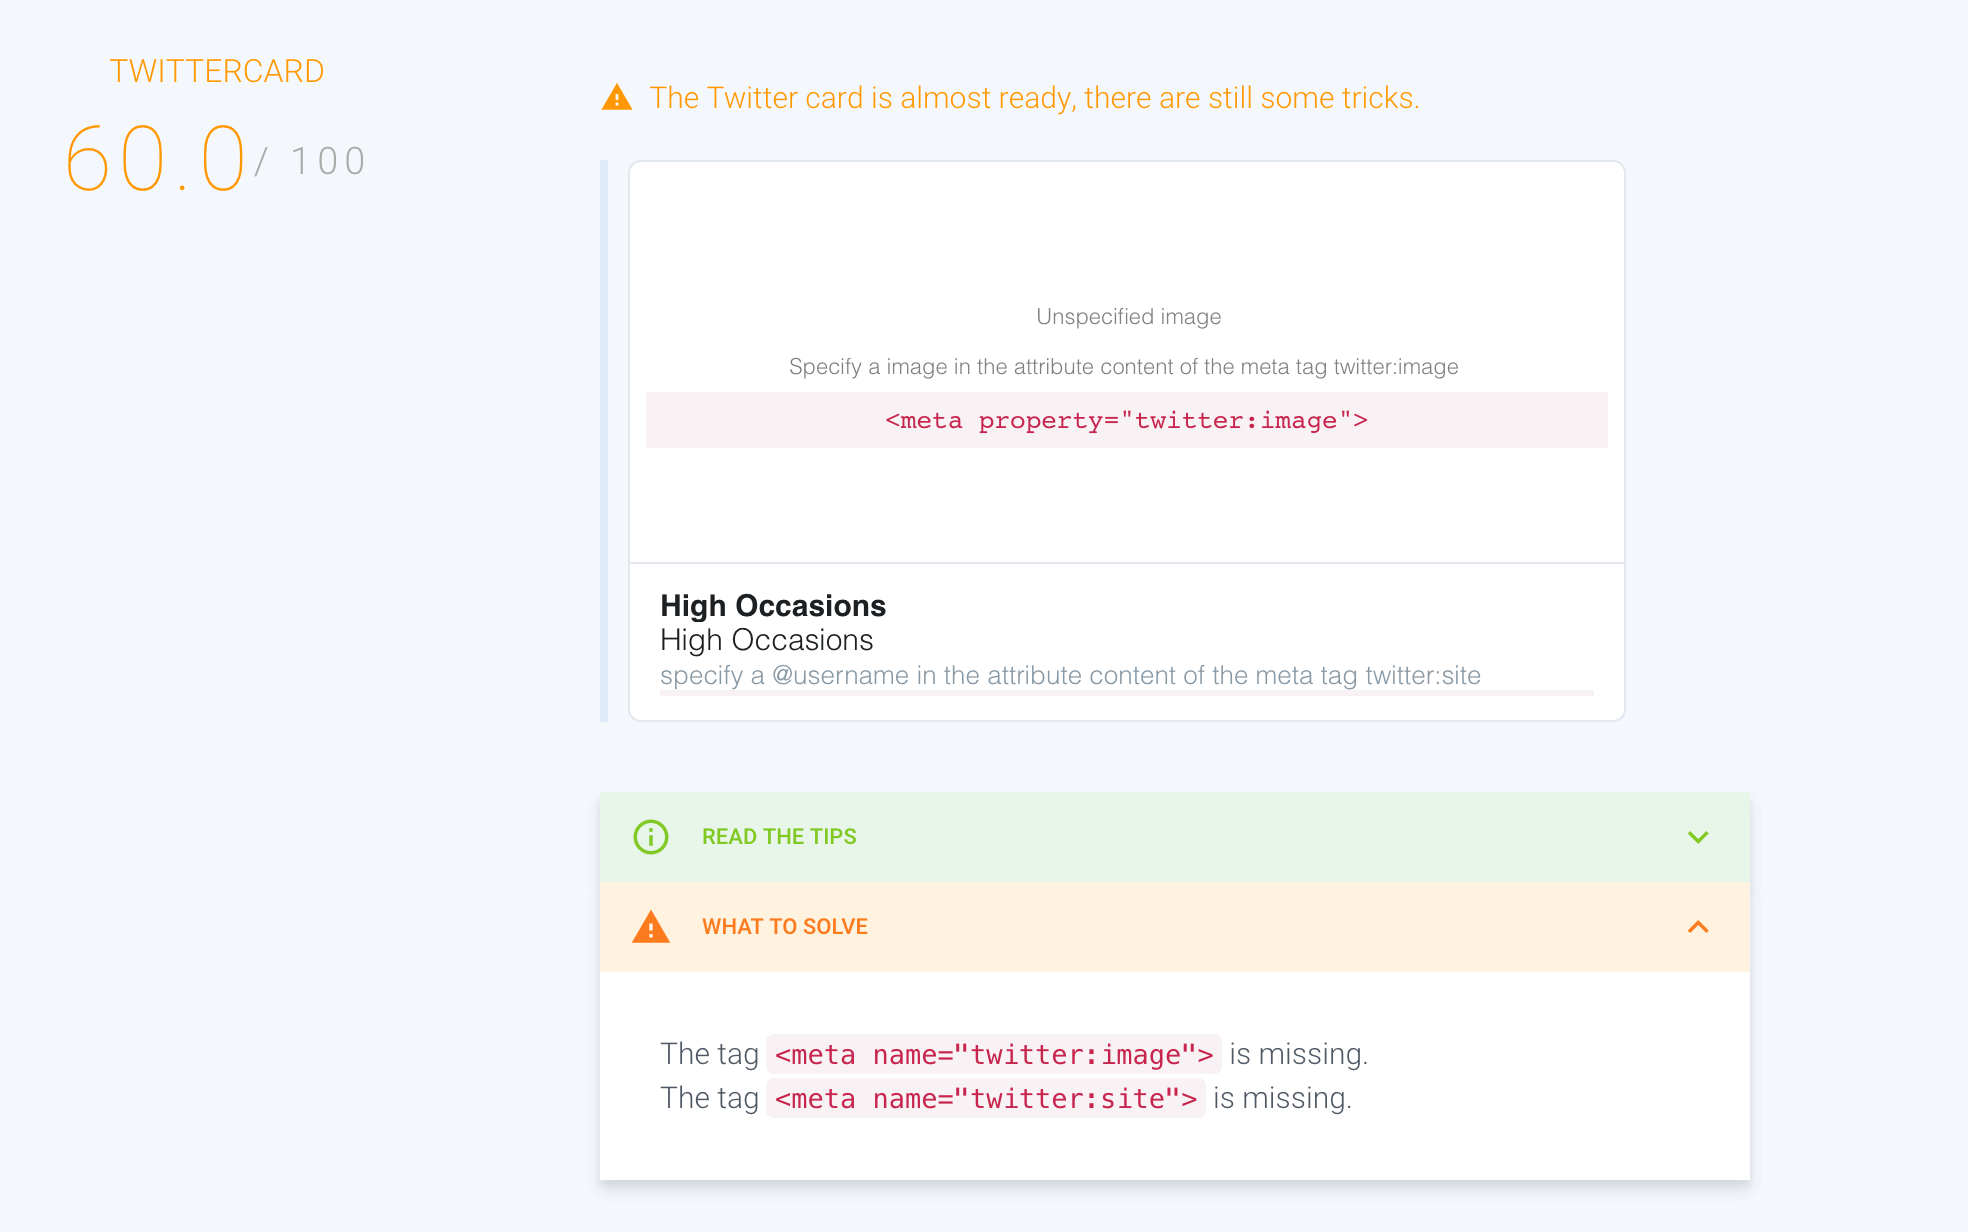 TWITTERCARD
60.0/ 100
The Twitter card is almost ready, there are still some tricks.
Unspecified image
Specify a image in the attribute content of the meta tag twitter:image
<meta property="twitter:image">
High Occasions
High Occasions
specify a @username in the attribute content of the meta tag twitter:site
READ THE TIPS
WHAT TO SOLVE
The tag <meta name="twitter:image"> is missing.
The tag <meta name="twitter:site"> is missing.